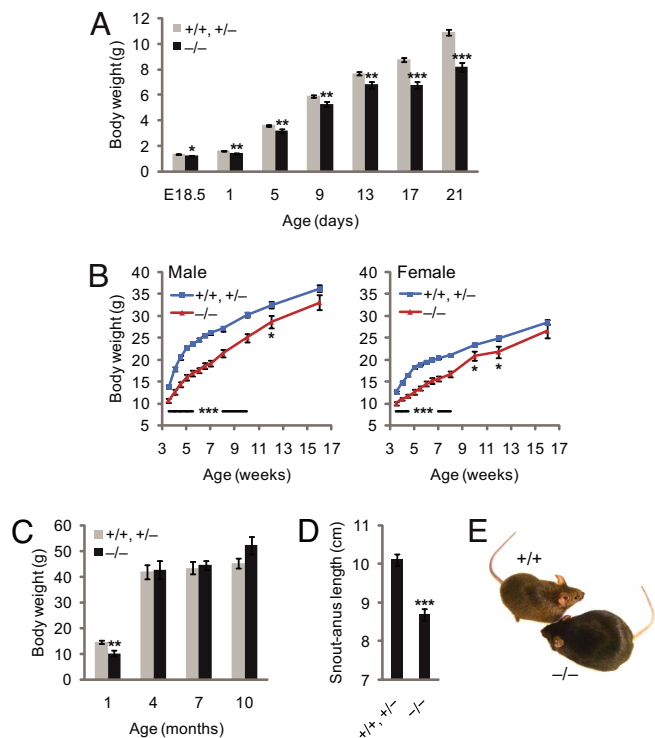 A
+/+, +/−
−/−
Body weight (g)
12
10
8
6
4
2
0
* ** ** ** ** *** ***
E18.5 1 5 9 13 17 21
Age (days)
B
Male
+/+, +/−
−/−
Body weight (g)
40
35
30
25
20
15
10
5
*
***
3 5 7 9 11 13 15 17
Age (weeks)
Female
+/+, +/−
−/−
Body weight (g)
40
35
30
25
20
15
10
5
* *
***
3 5 7 9 11 13 15 17
Age (weeks)
C
+/+, +/−
−/−
Body weight (g)
60
50
40
30
20
10
0
**
1 4 7 10
Age (months)
D
Snout-anus length (cm)
11
10
9
8
7
***
+/+, +/−
−/−
E
+/+
−/−